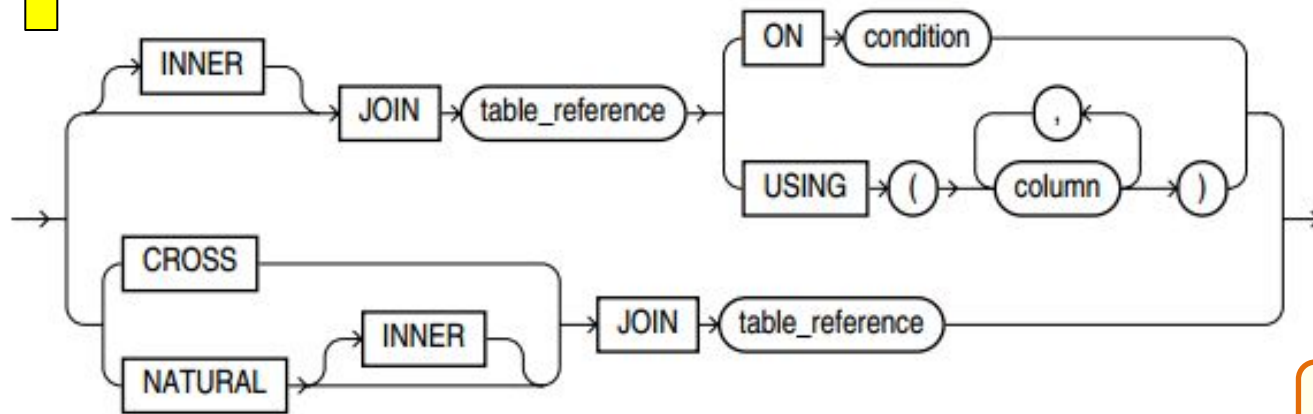 INNER JOIN table_reference ON condition
USING ( column , )
CROSS
NATURAL INNER JOIN table_reference